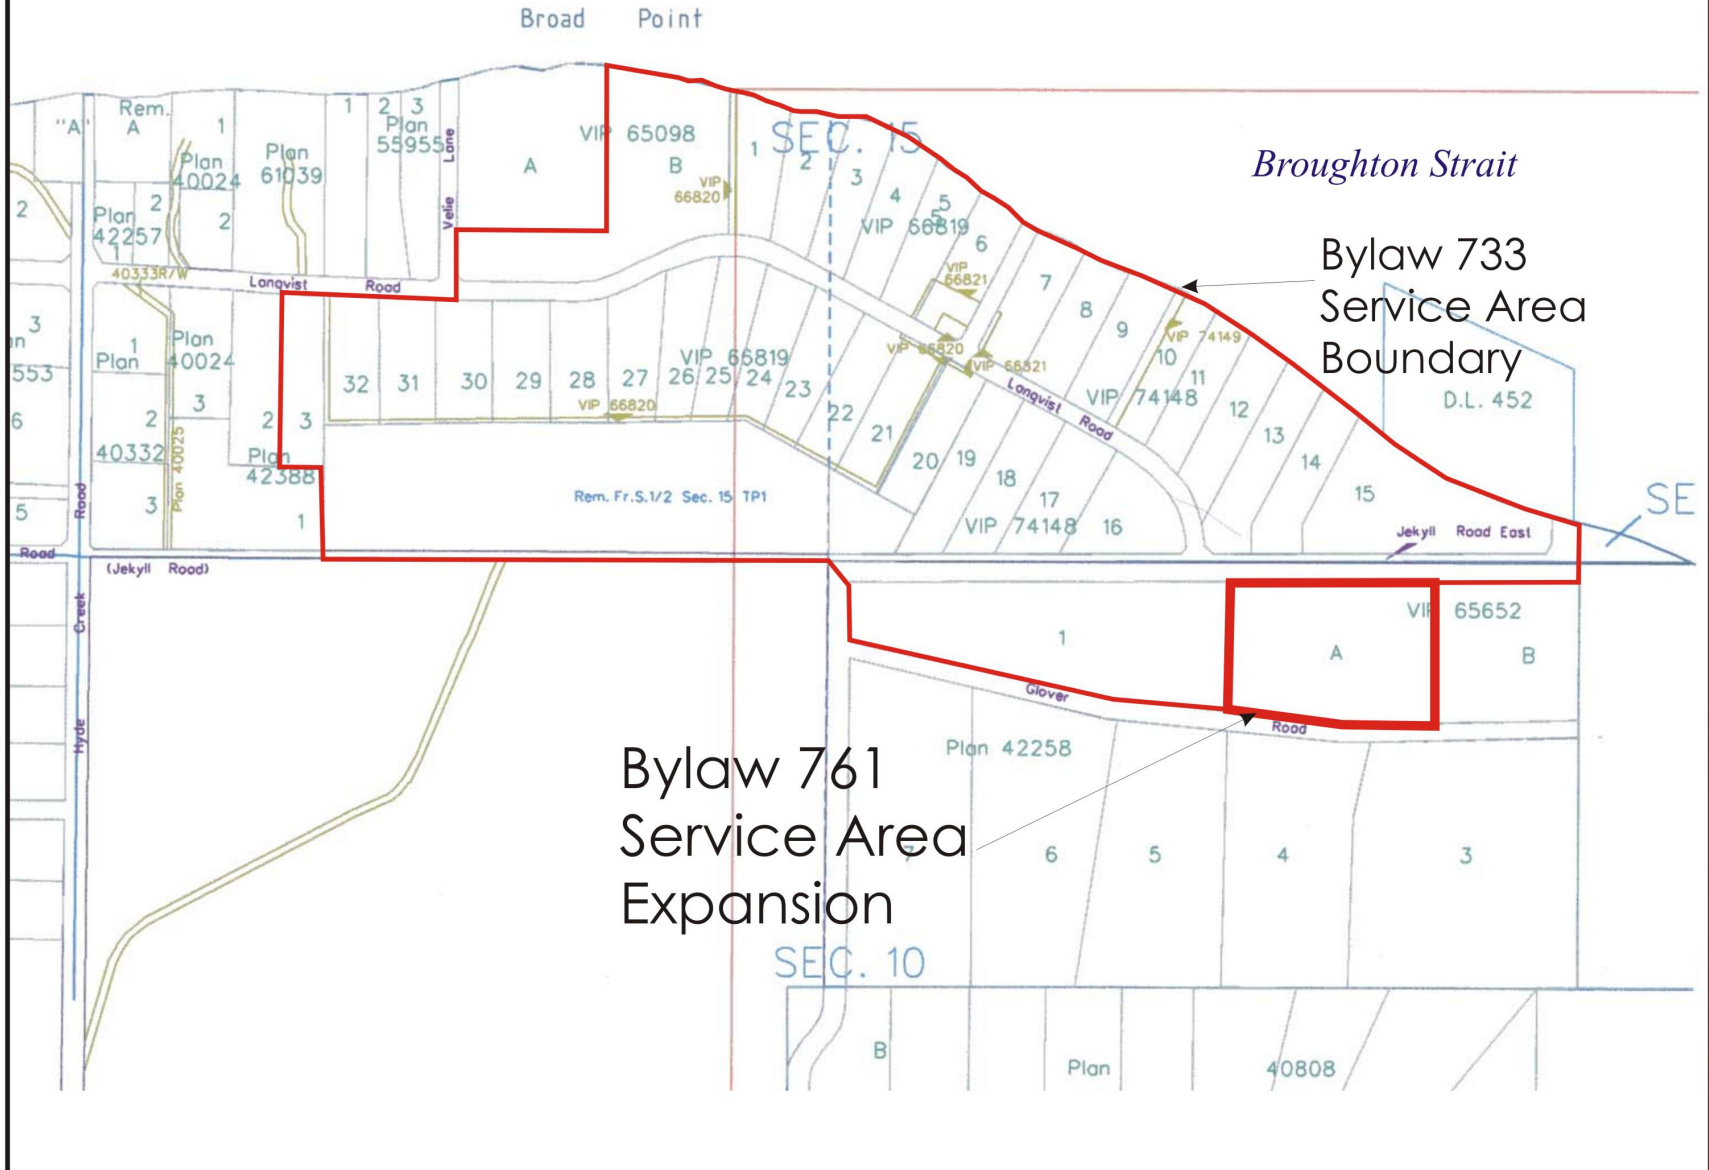 Broad Point
"A"
Rem.
A
1
1
2
3
Plan
55955
Plan
40024
Plan
61039
VIP 65098
A
B
SEC. 15
Broughton Strait
VIP
66820
Velie Lane
2
Plan
42257
1
2
2
40333R/W
Lonqvist Road
1
2
3
4
5
5
VIP 66819
6
VIP
66821
7
8
9
10
11
12
13
14
15
VIP 74149
VIP 74148
Bylaw 733
Service Area
Boundary
D.L. 452
3
553
6
5
1
Plan
2
40332
3
Plan
40024
3
Plan 40025
2
3
Plan
42388
1
32
31
30
29
28
27
26
25
24
23
22
21
20
19
18
17
16
VIP 66819
VIP 66820
VIP 66820
VIP 66821
Lonqvist Road
VIP 74148
Rem. Fr.S.1/2 Sec. 15 TP1
SE
Jekyll Road East
Road
(Jekyll Road)
Hyde Creek Road
1
A
VIP 65652
B
Glover Road
Plan 42258
Bylaw 761
Service Area
Expansion
7
6
5
4
3
SEC. 10
B
Plan 40808